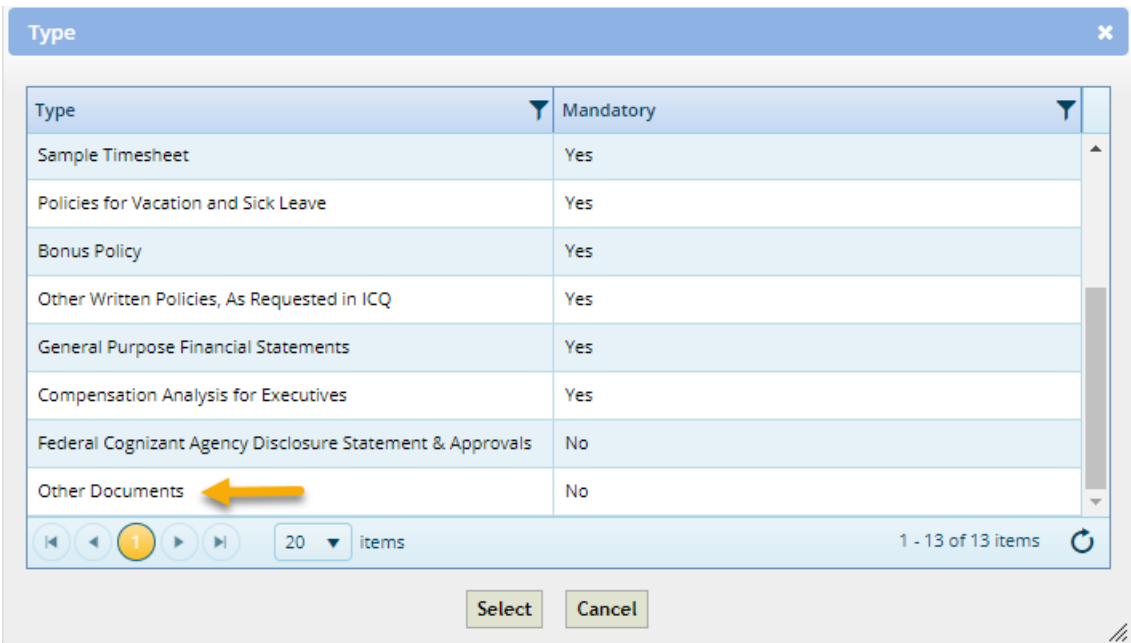 Type
Type Mandatory
Sample Timesheet Yes
Policies for Vacation and Sick Leave Yes
Bonus Policy Yes
Other Written Policies, As Requested in ICQ Yes
General Purpose Financial Statements Yes
Compensation Analysis for Executives Yes
Federal Cognizant Agency Disclosure Statement & Approvals No
Other Documents No
1 20 items 1 - 13 of 13 items
Select Cancel